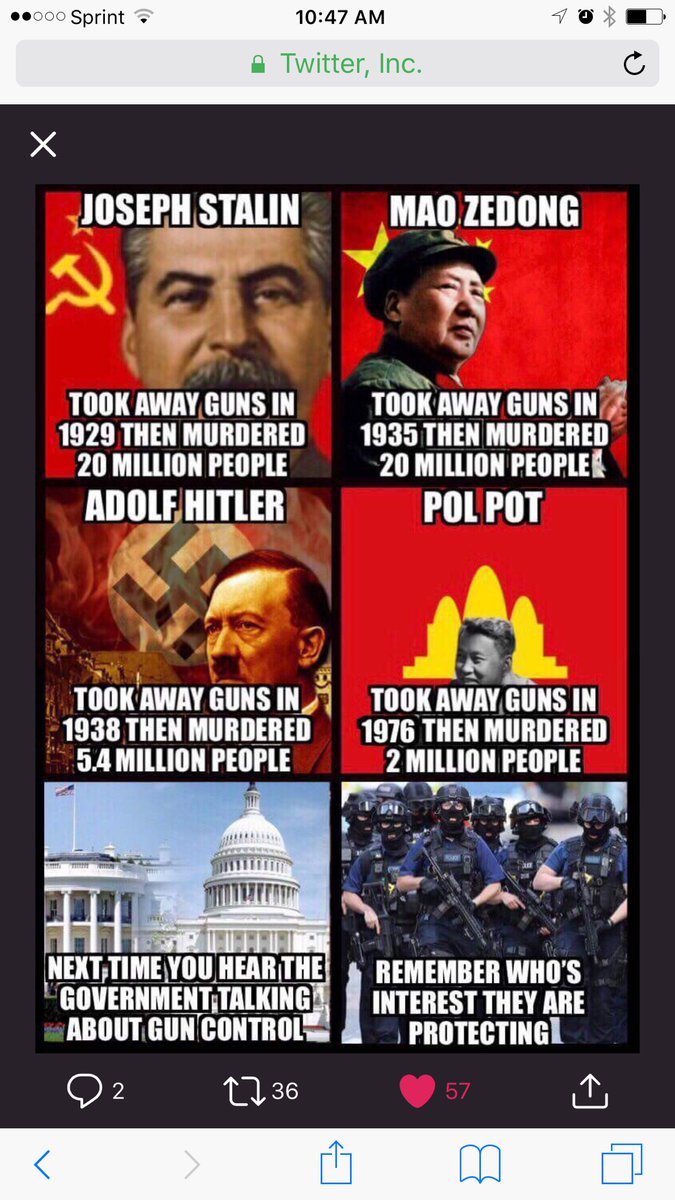 Sprint 10:47 AM
Twitter, Inc.
JOSEPH STALIN
TOOK AWAY GUNS IN
1929 THEN MURDERED
20 MILLION PEOPLE
MAO ZEDONG
TOOK AWAY GUNS IN
1935 THEN MURDERED
20 MILLION PEOPLE
ADOLF HITLER
TOOK AWAY GUNS IN
1938 THEN MURDERED
5.4 MILLION PEOPLE
POL POT
TOOK AWAY GUNS IN
1976 THEN MURDERED
2 MILLION PEOPLE
NEXT TIME YOU HEAR THE
GOVERNMENT TALKING
ABOUT GUN CONTROL
POLICE
REMEMBER WHO'S
INTEREST THEY ARE
PROTECTING
2 36 57